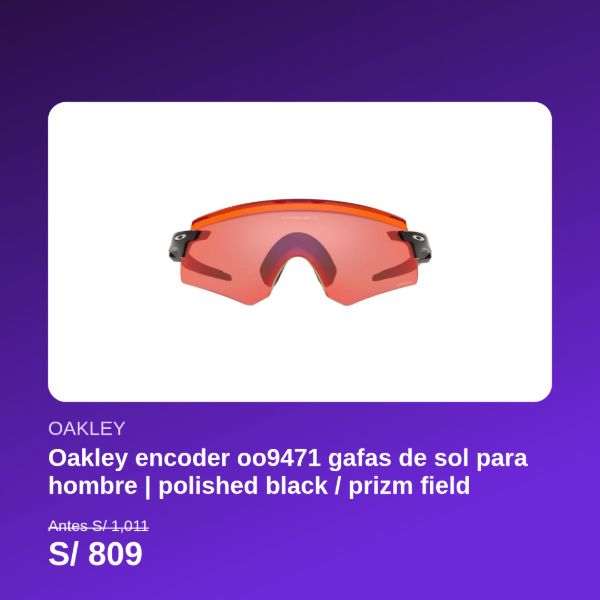 OAKLEY
Oakley encoder oo9471 gafas de sol para
hombre | polished black / prizm field
Antes S/ 1,011
S/ 809